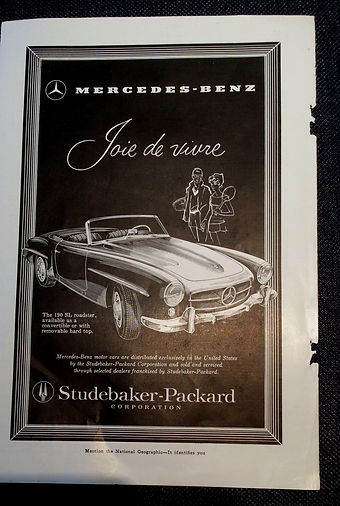 MERCEDES-BENZ
Joie de vivre
The 190 SL roadster,
available as a
convertible or with
removable hard top.
Mercedes-Benz motor cars are distributed exclusively in the United States
by the Studebaker-Packard Corporation and sold and serviced
through selected dealers franchised by Studebaker-Packard.
Studebaker-Packard
CORPORATION
Mention the National Geographic—It identifies you